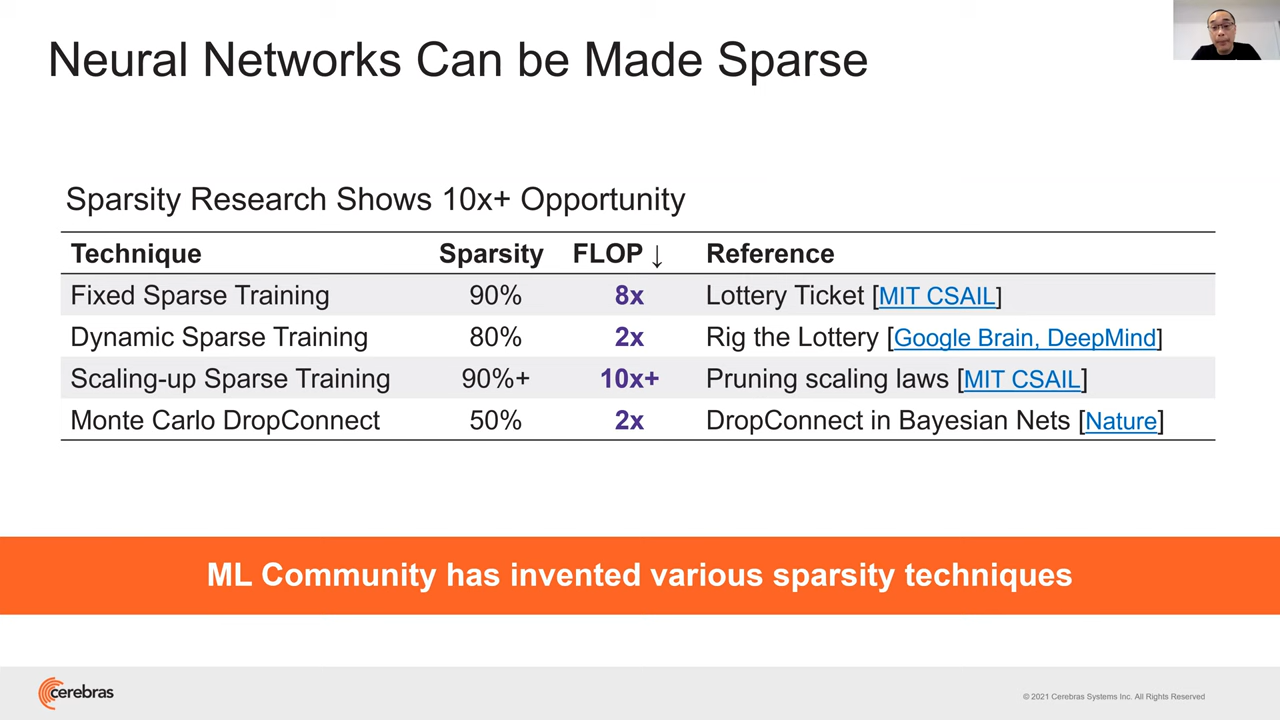 Neural Networks Can be Made Sparse
Sparsity Research Shows 10x+ Opportunity
Technique Sparsity FLOP ↓ Reference
Fixed Sparse Training 90% 8x Lottery Ticket [MIT CSAIL]
Dynamic Sparse Training 80% 2x Rig the Lottery [Google Brain, DeepMind]
Scaling-up Sparse Training 90%+ 10x+ Pruning scaling laws [MIT CSAIL]
Monte Carlo DropConnect 50% 2x DropConnect in Bayesian Nets [Nature]
ML Community has invented various sparsity techniques
cerebras
© 2021 Cerebras Systems Inc. All Rights Reserved